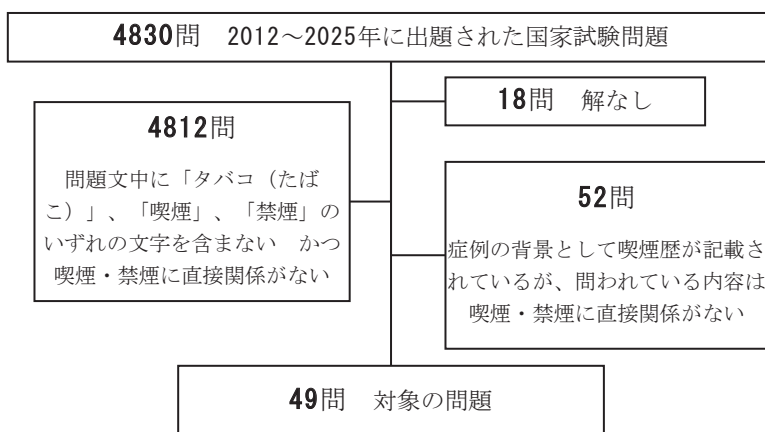 4830問 2012～2025年に出題された国家試験問題
18問 解なし
4812問
問題文中に「タバコ（たば
こ）」、「喫煙」、「禁煙」の
いずれの文字を含まない かつ
喫煙・禁煙に直接関係がない
52問
症例の背景として喫煙歴が記載さ
れているが、問われている内容は
喫煙・禁煙に直接関係がない
49問 対象の問題